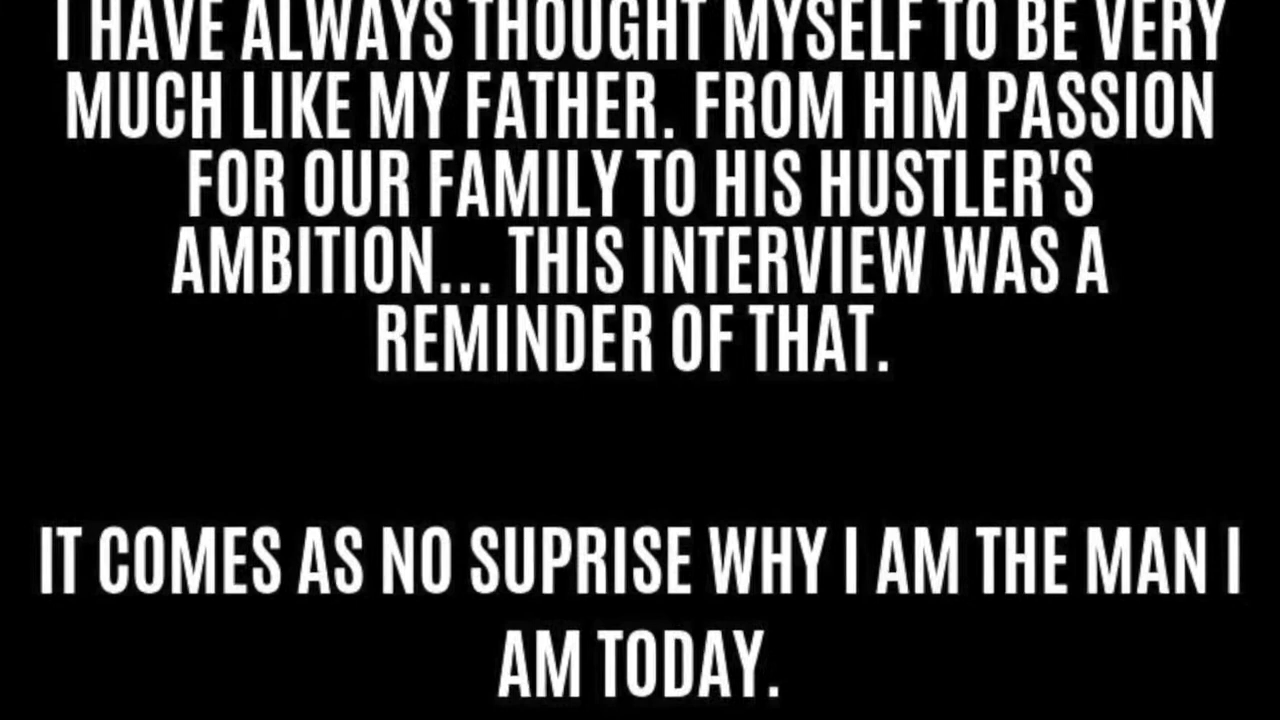 I HAVE ALWAYS THOUGHT MYSELF TO BE VERY
MUCH LIKE MY FATHER. FROM HIM PASSION
FOR OUR FAMILY TO HIS HUSTLER'S
AMBITION... THIS INTERVIEW WAS A
REMINDER OF THAT.
IT COMES AS NO SUPRISE WHY I AM THE MAN I
AM TODAY.